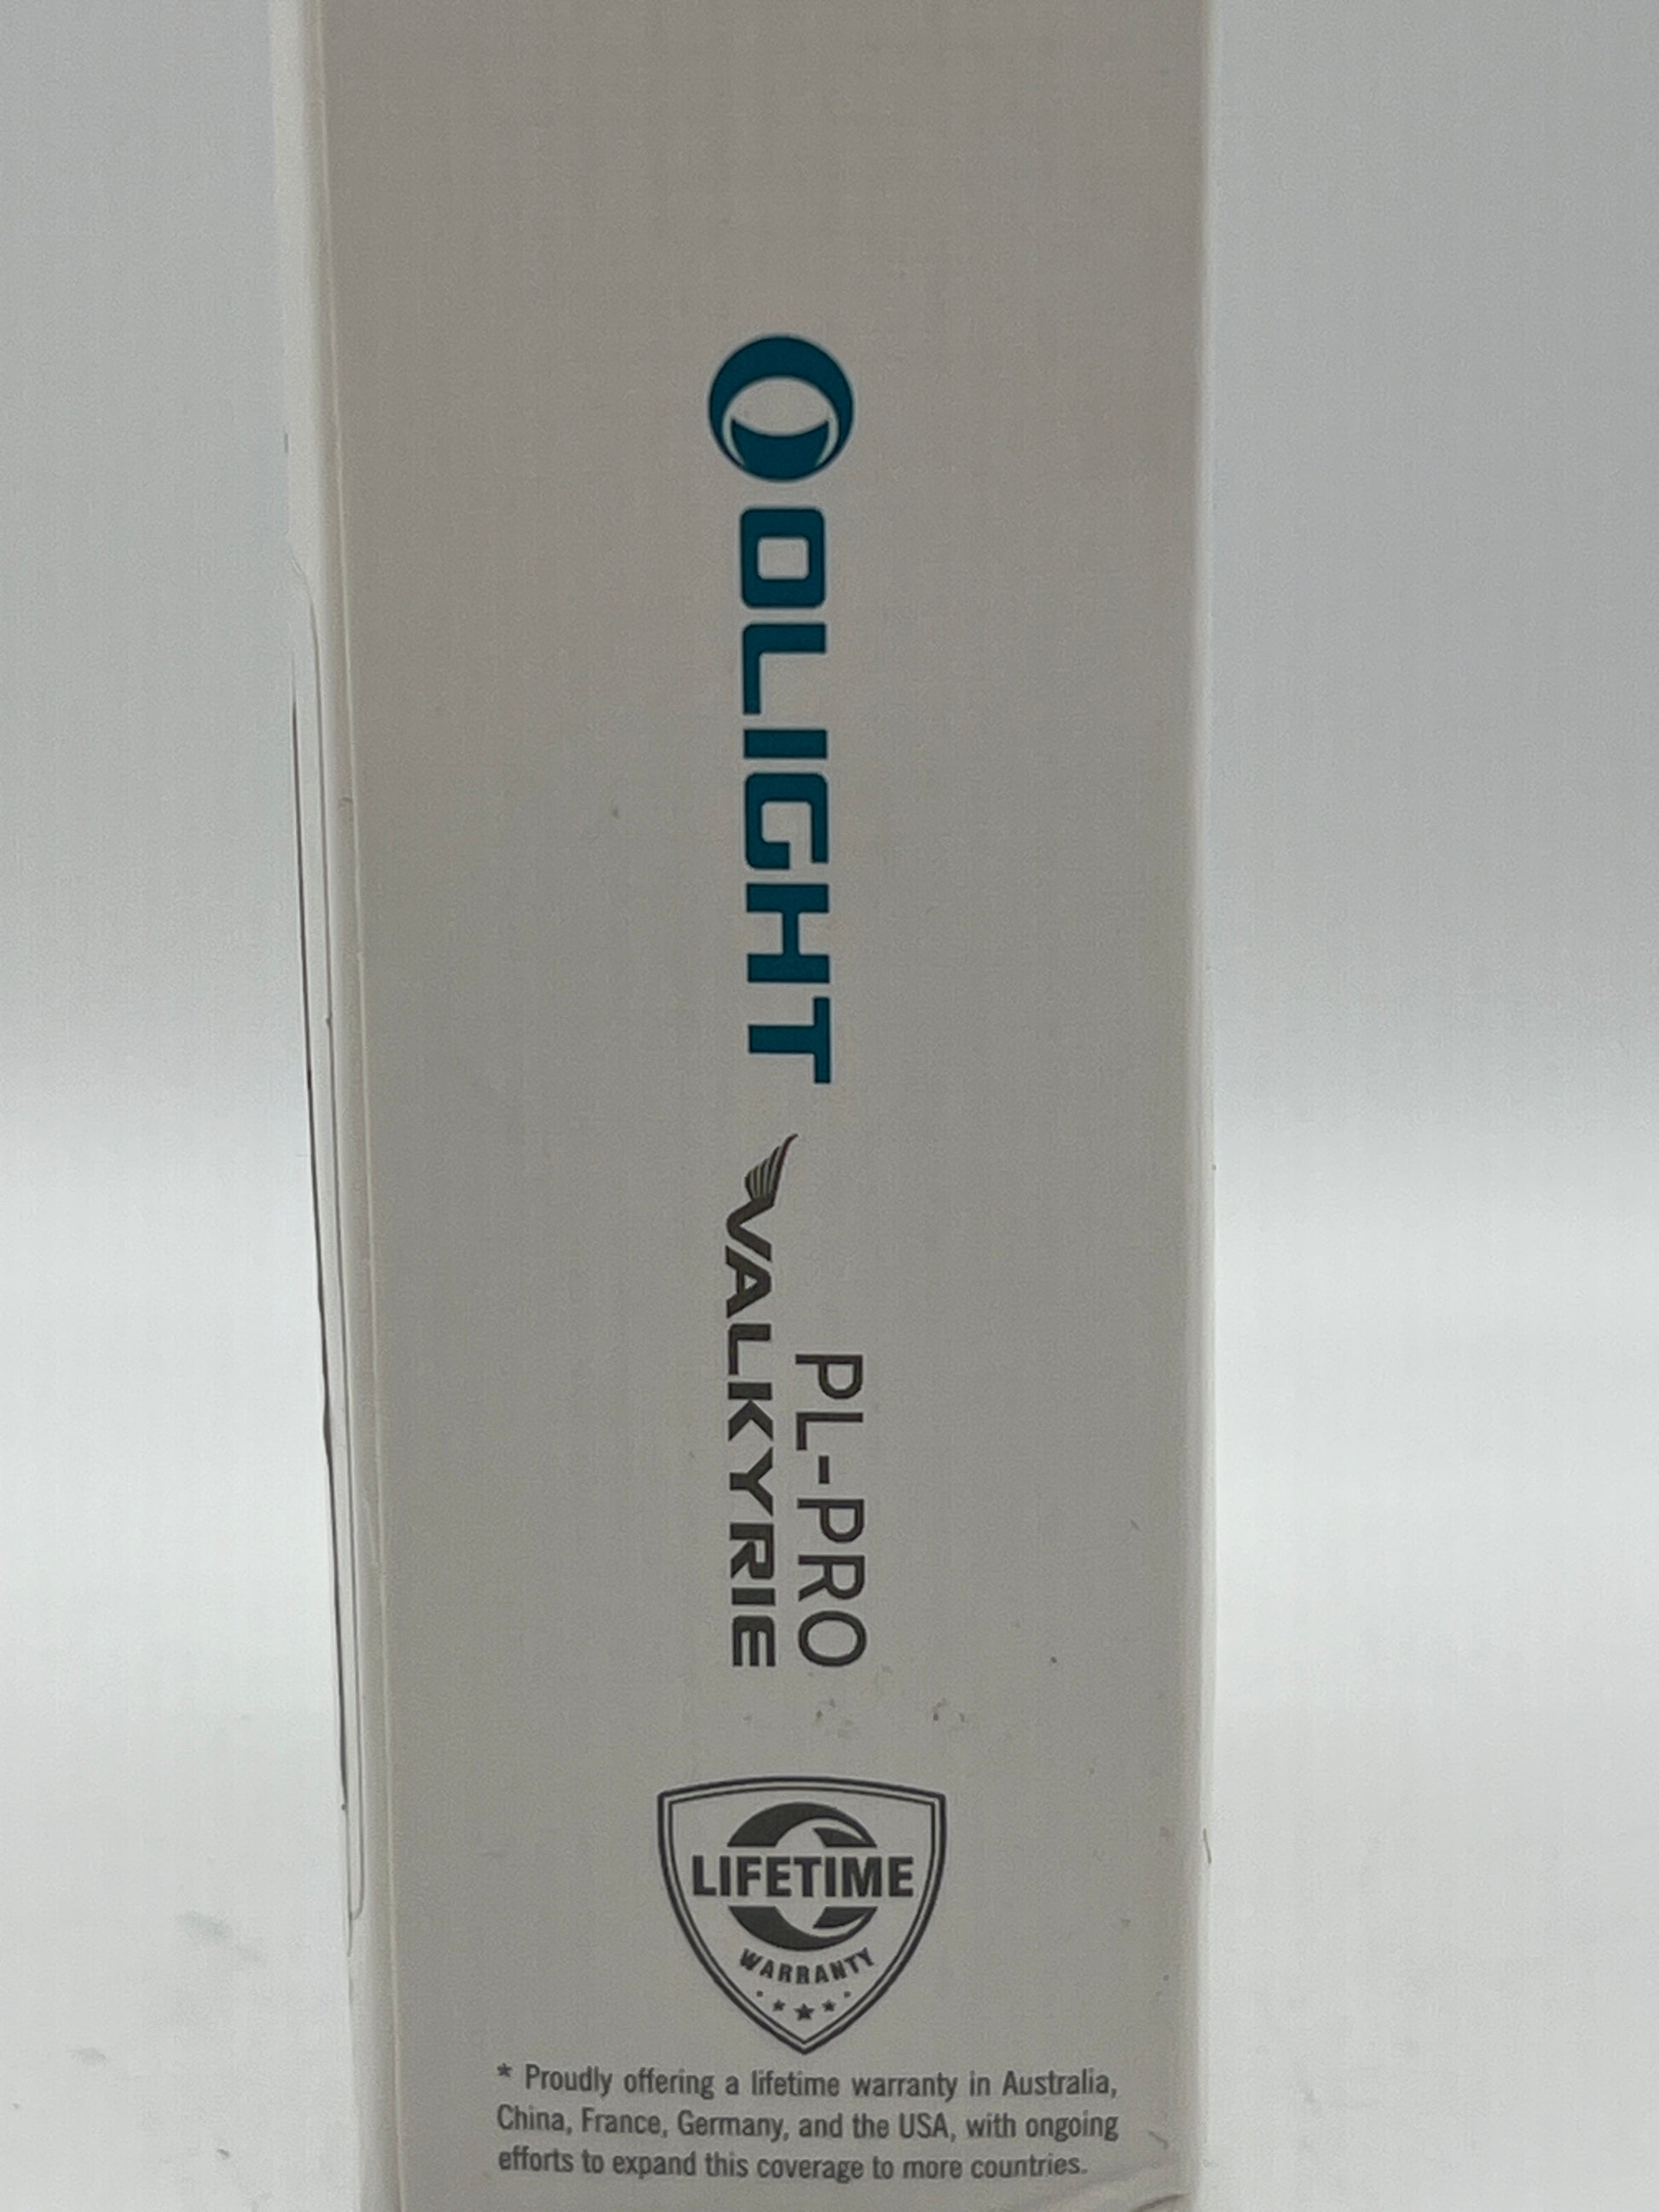 OLIGHT
PL-PRO
VALKYRIE
LIFETIME
WARRANTY
* Proudly offering a lifetime warranty in Australia,
China, France, Germany, and the USA, with ongoing
efforts to expand this coverage to more countries.